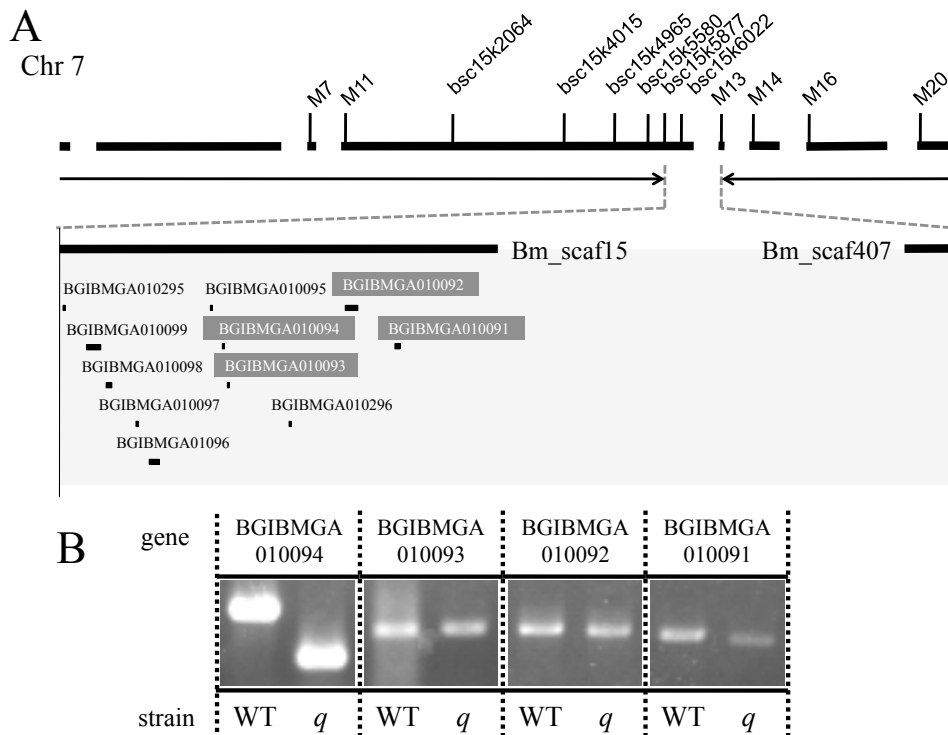 A
Chr 7
M7
M11
bsc15k2064
bsc15k4015
bsc15k4965
bsc15k5580
bsc15k5877
bsc15k6022
M13
M14
M16
M20
Bm_scaf15
Bm_scaf407
BGIBMGA010295
BGIBMGA010095
BGIBMGA010092
BGIBMGA010099
BGIBMGA010094
BGIBMGA010091
BGIBMGA010098
BGIBMGA010093
BGIBMGA010097
BGIBMGA010296
BGIBMGA01096
B
gene
BGIBMGA
010094
BGIBMGA
010093
BGIBMGA
010092
BGIBMGA
010091
strain WT q WT q WT q WT q